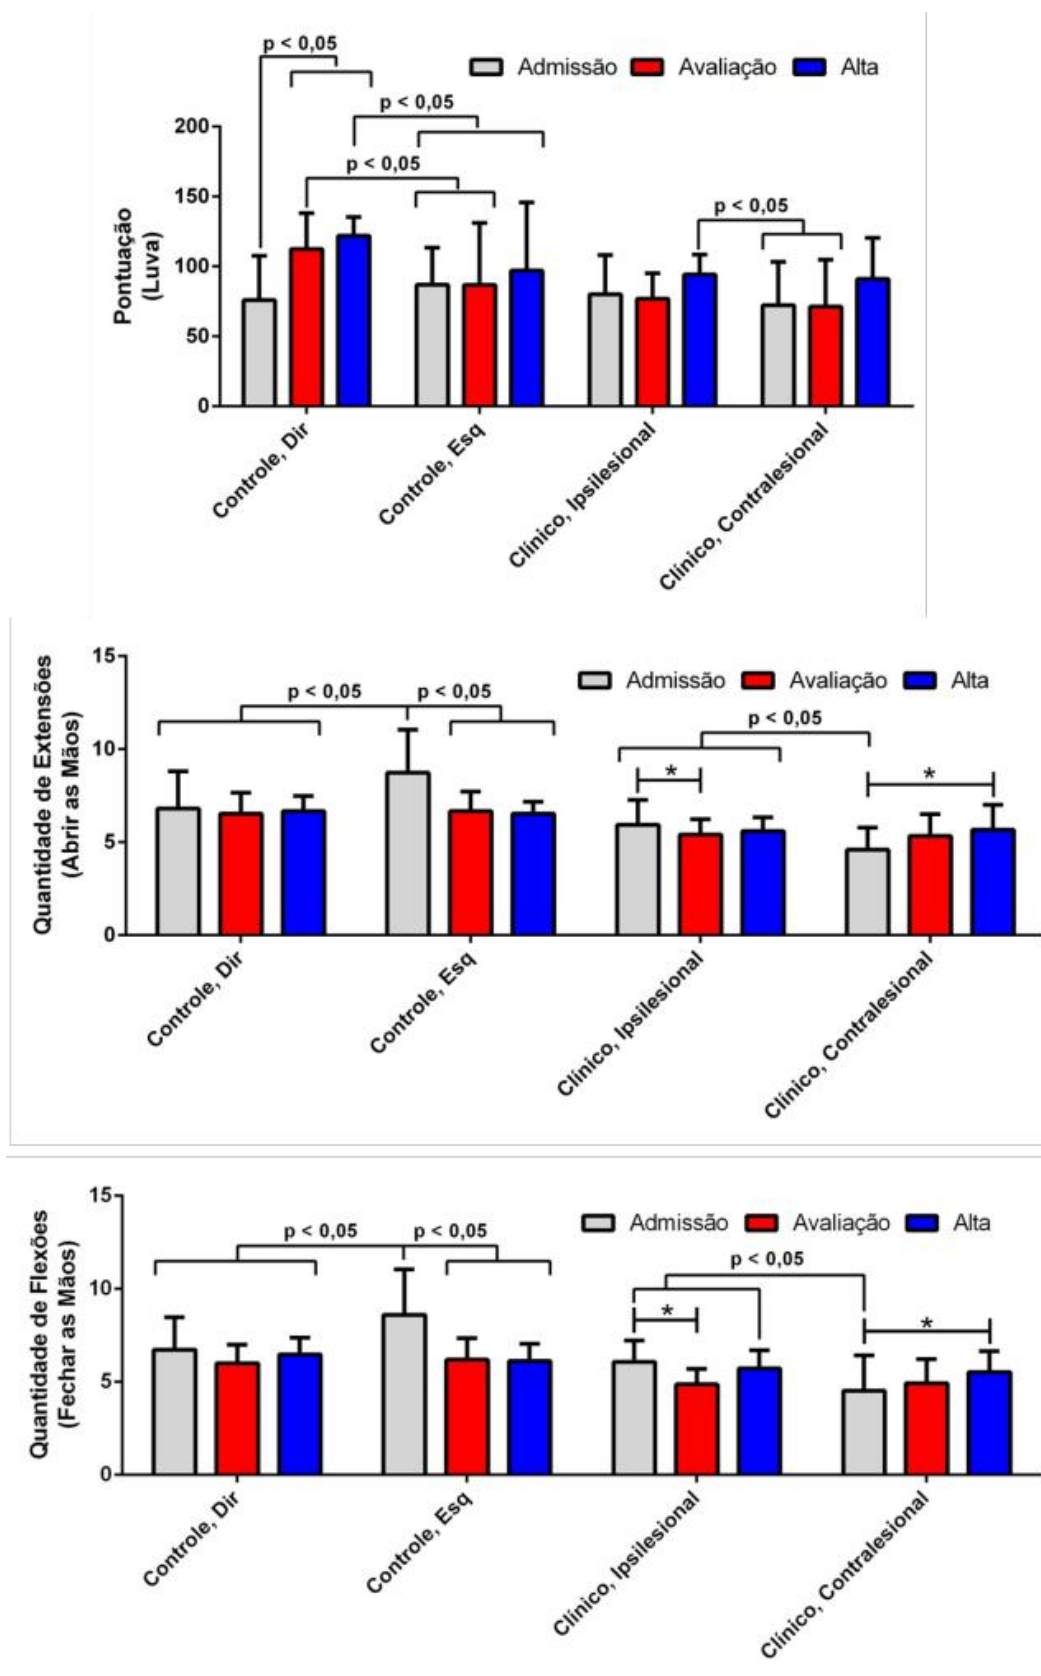 p < 0,05
Admissão Avaliação Alta
p < 0,05
200
p < 0,05
150
p < 0,05
100
50
0
Pontuação
(Luva)
Controle, Dir
Controle, Esq
Clínico, Ipsilesional
Clínico, Contralesional
15
Admissão Avaliação Alta
p < 0,05 p < 0,05
p < 0,05
10
* *
5
0
Quantidade de Extensões
(Abrir as Mãos)
Controle, Dir
Controle, Esq
Clínico, Ipsilesional
Clínico, Contralesional
15
Admissão Avaliação Alta
p < 0,05 p < 0,05
p < 0,05
10
* *
5
0
Quantidade de Flexões
(Fechar as Mãos)
Controle, Dir
Controle, Esq
Clínico, Ipsilesional
Clínico, Contralesional